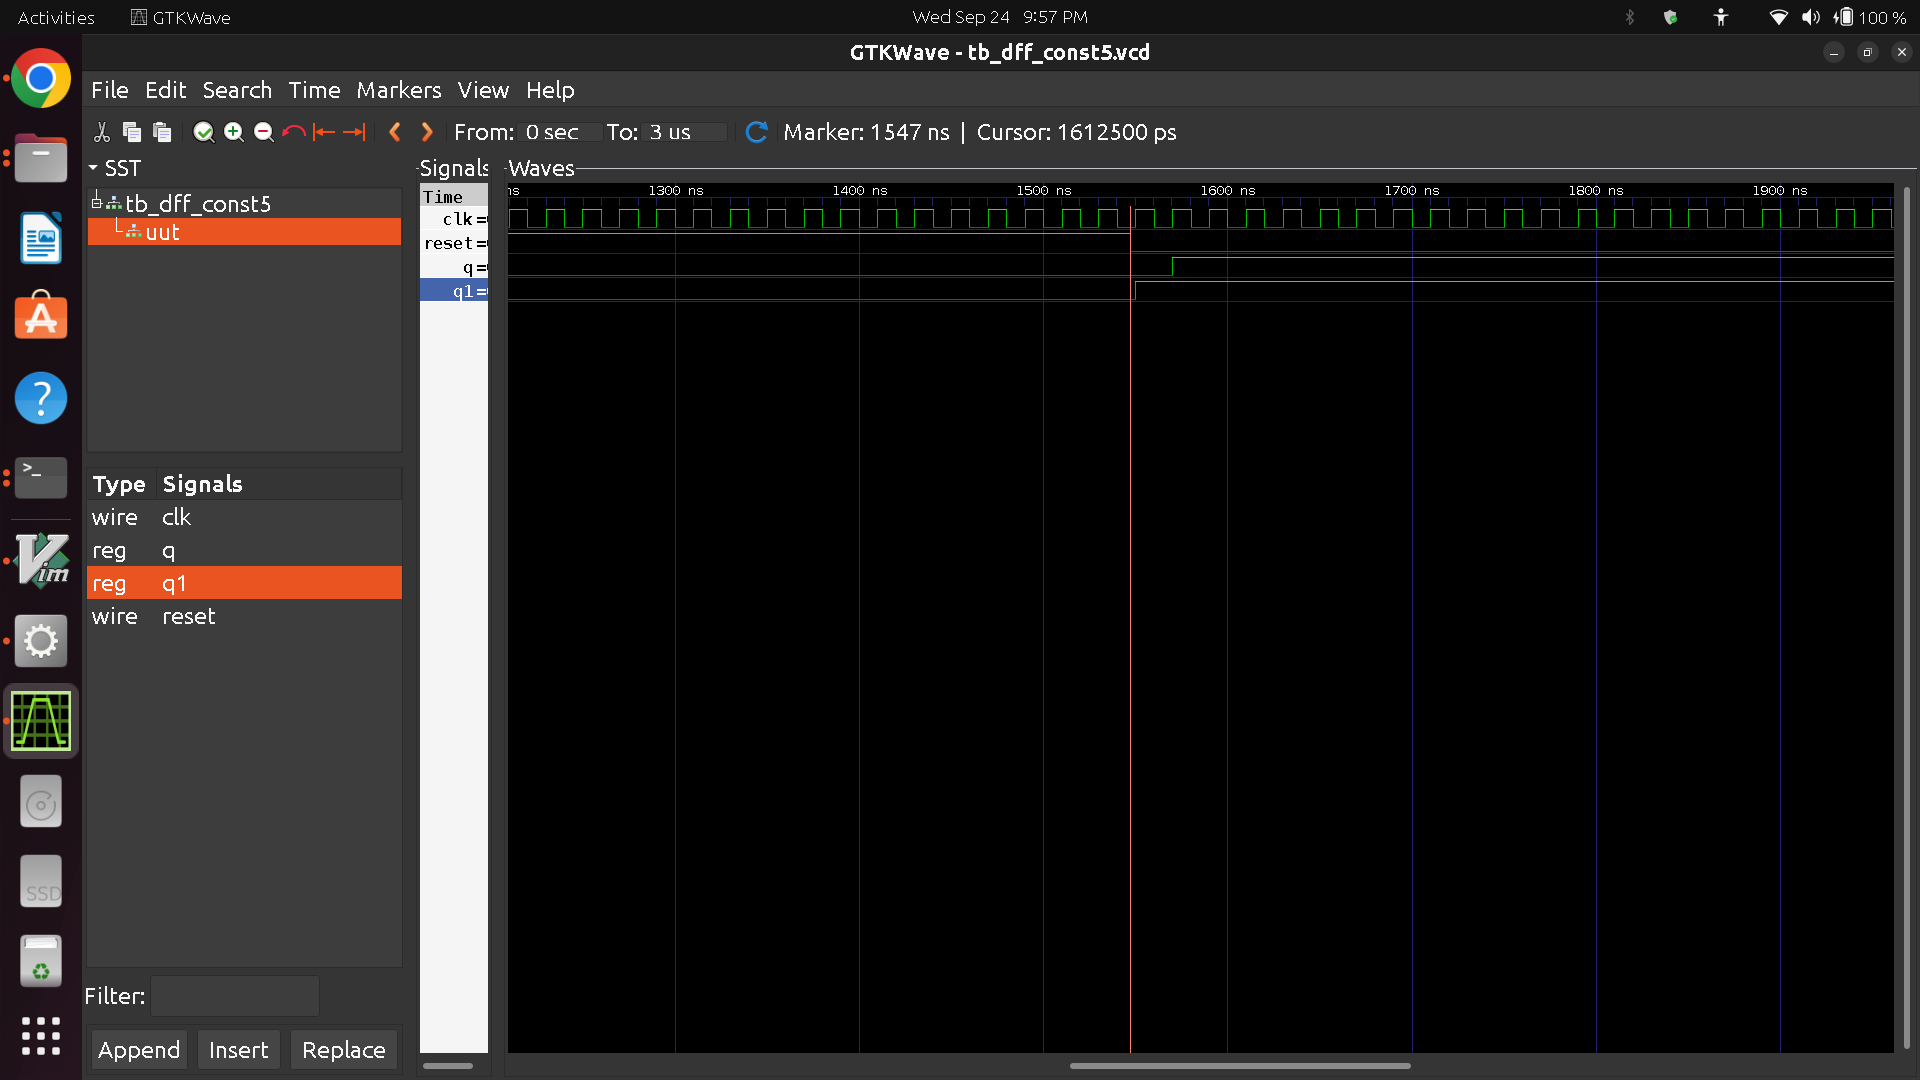 Activities GTKWave Wed Sep 24 9:57 PM 100 %
GTKWave - tb_dff_const5.vcd
File Edit Search Time Markers View Help
From: 0 sec To: 3 us Marker: 1547 ns | Cursor: 1612500 ps
SST
tb_dff_const5
uut
Type Signals
wire clk
reg q
reg q1
wire reset
Filter:
Append Insert Replace
Signals
Time
clk=
reset=
q=
q1=
Waves
ns 1300 ns 1400 ns 1500 ns 1600 ns 1700 ns 1800 ns 1900 ns
>_
Vim
SSD